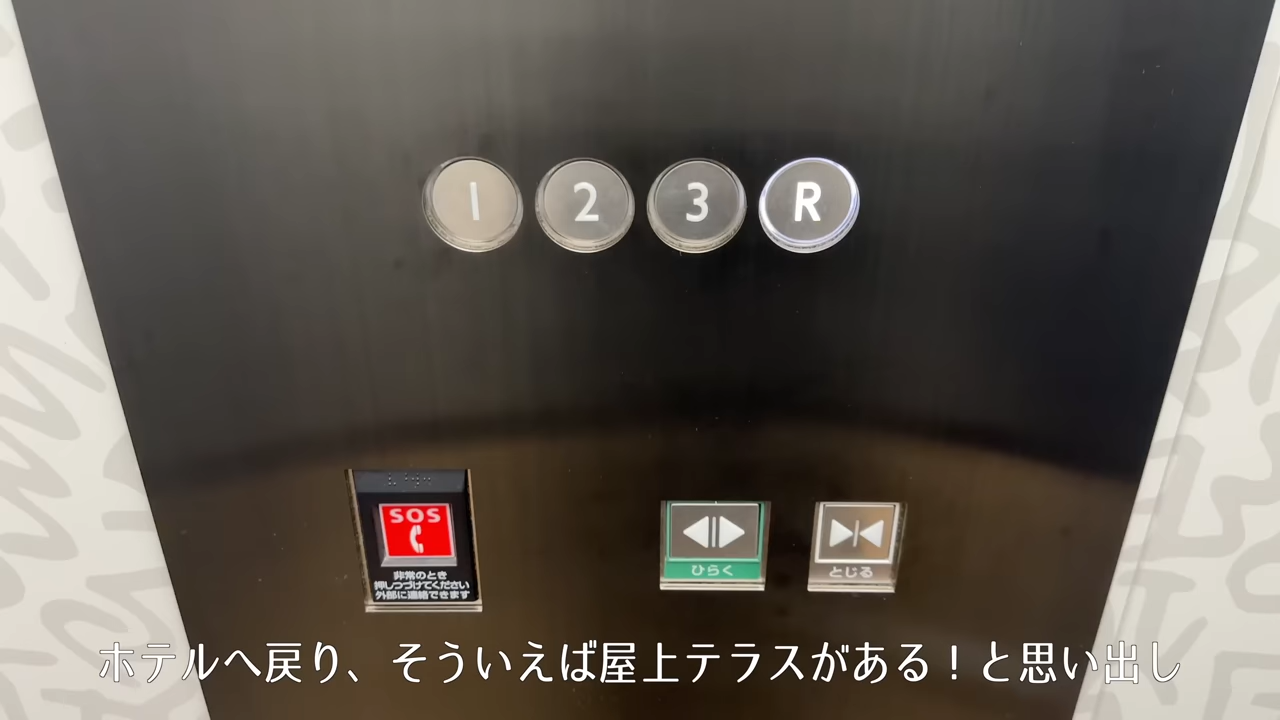 1 2 3 R
SOS
非常のとき
押しつづけてください
外部に連絡できます
ひらく
とじる
ホテルへ戻り、そういえば屋上テラスがある！と思い出し